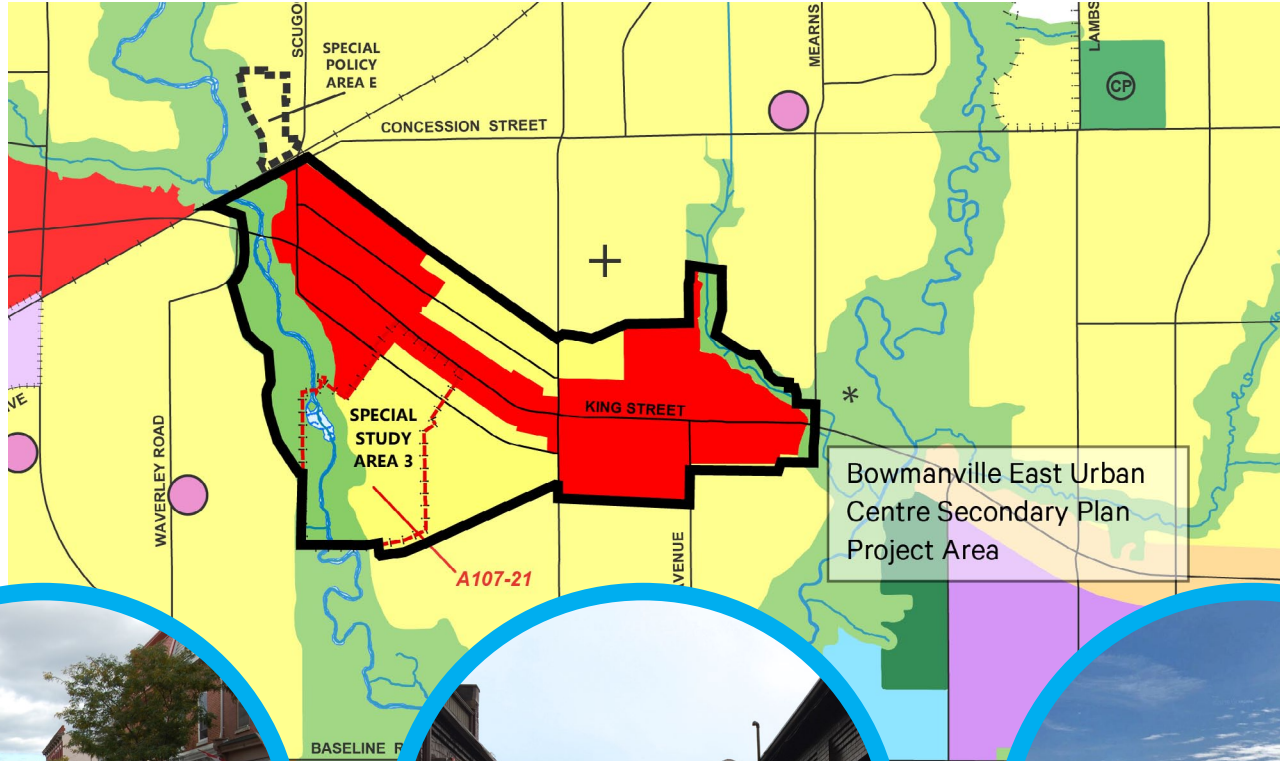 SCUGO
SPECIAL
POLICY
AREA E
MEARNS
LAMBS
CP
CONCESSION STREET
KING STREET
SPECIAL
STUDY
AREA 3
VE
WAVERLEY ROAD
A107-21
AVENUE
Bowmanville East Urban
Centre Secondary Plan
Project Area
BASELINE R